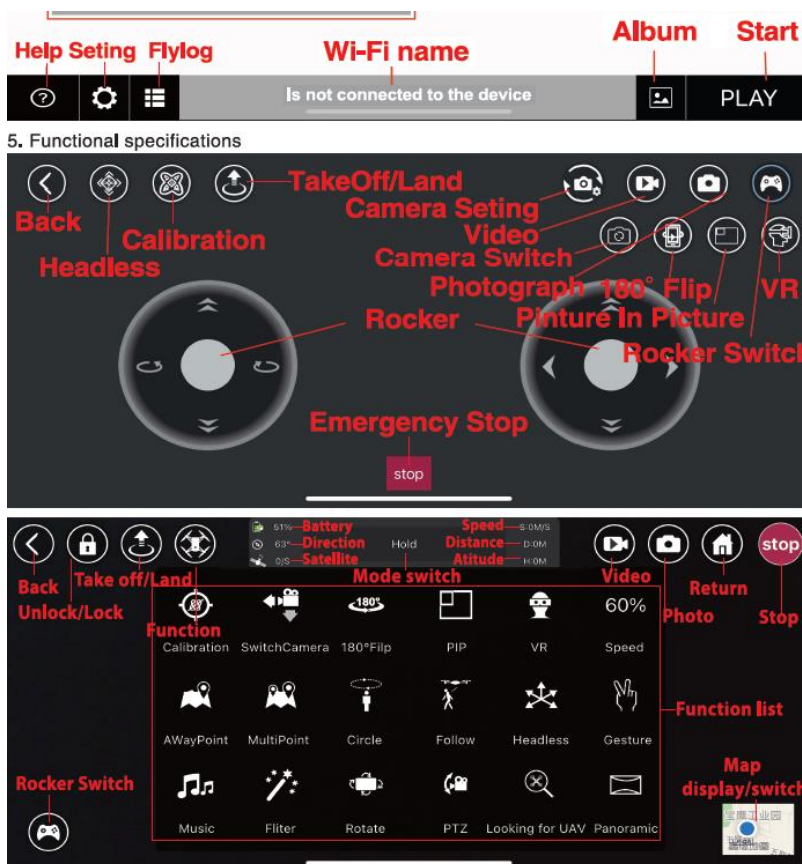 Help Seting Flylog
Wi-Fi name
Album
Start
Is not connected to the device
PLAY
5. Functional specifications
TakeOff/Land
Camera Seting
Back
Video
Calibration
Camera Switch
Headless
Photograph
180° Flip
VR
Rocker
Pinture In Picture
Rocker Switch
Emergency Stop
stop
51%
Battery
Speed
S:0M/S
63°
Direction
Hold
Distance
D:0M
0/S
Satellite
Atitude
H:0M
stop
Back
Take off/Land
Mode switch
Video
Return
Unlock/Lock
Photo
Stop
Function
60%
Calibration
SwitchCamera
180°Filp
PIP
VR
Speed
Function list
AWayPoint
MultiPoint
Circle
Follow
Headless
Gesture
Rocker Switch
Map
display/switch
Music
Fliter
Rotate
PTZ
Looking for UAV
Panoramic